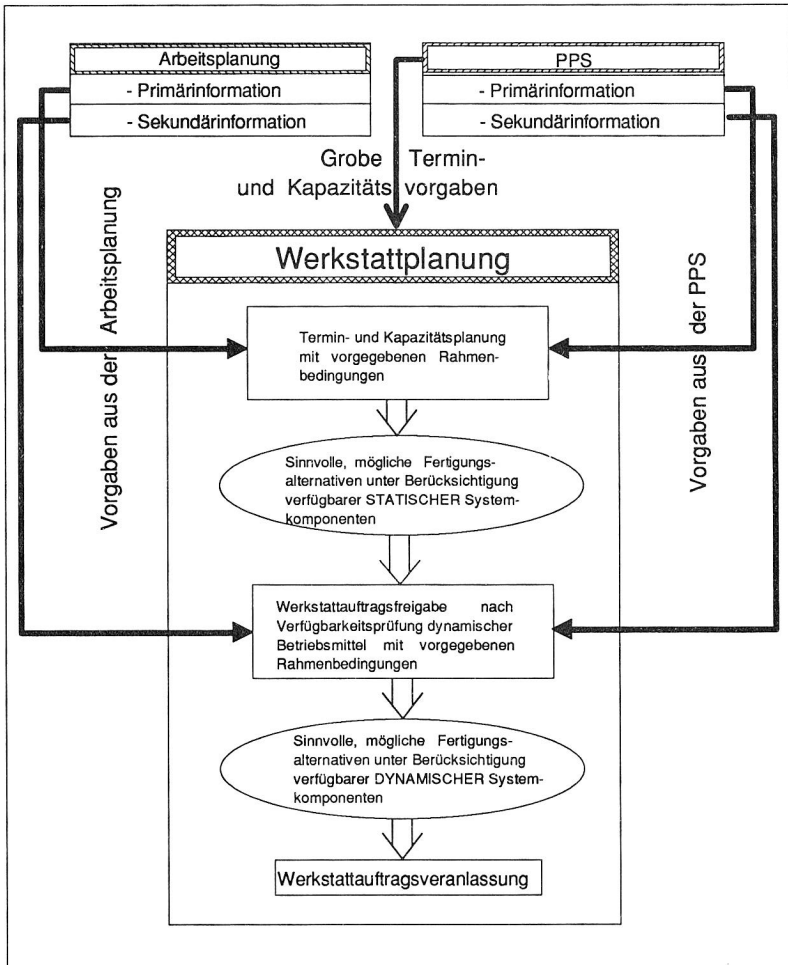 Arbeitsplanung
- Primärinformation
- Sekundärinformation
PPS
- Primärinformation
- Sekundärinformation
Grobe Termin-
und Kapazitäts vorgaben
Vorgaben aus der Arbeitsplanung
Vorgaben aus der PPS
Werkstattplanung
Termin- und Kapazitätsplanung
mit vorgegebenen Rahmen-
bedingungen
Sinnvolle, mögliche Fertigungs-
alternativen unter Berücksichtigung
verfügbarer STATISCHER System-
komponenten
Werkstattauftragsfreigabe nach
Verfügbarkeitsprüfung dynamischer
Betriebsmittel mit vorgegebenen
Rahmenbedingungen
Sinnvolle, mögliche Fertigungs-
alternativen unter Berücksichtigung
verfügbarer DYNAMISCHER System-
komponenten
Werkstattauftragsveranlassung